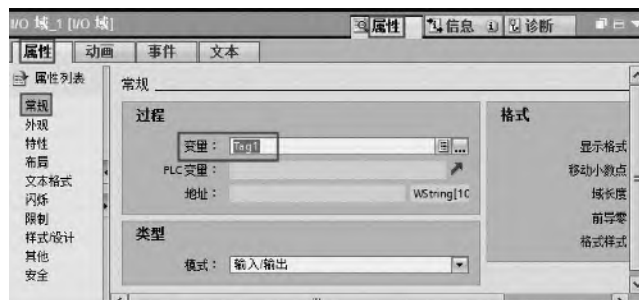 I/O 域_1 [I/O 域]
属性 信息 诊断
属性 动画 事件 文本
属性列表
常规
外观
特性
布局
文本格式
闪烁
限制
样式/设计
其他
安全
常规
过程
变量： Tag1
PLC变量：
地址： WString[10
类型
模式： 输入/输出
格式
显示格式
移动小数点
域长度
前导零
格式样式